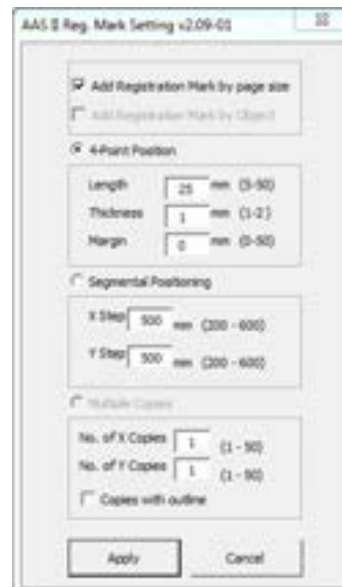 AAS II Reg. Mark Setting v2.09-01
Add Registration Mark by page size
Add Registration Mark by Object
4-Point Position
Length 25 mm (5-50)
Thickness 1 mm (1-2)
Margin 0 mm (0-50)
Segmental Positioning
X Step 500 mm (200 - 600)
Y Step 500 mm (200 - 600)
Multiple Copies
No. of X Copies 1 (1 - 50)
No. of Y Copies 1 (1 - 50)
Copies with outline
Apply Cancel